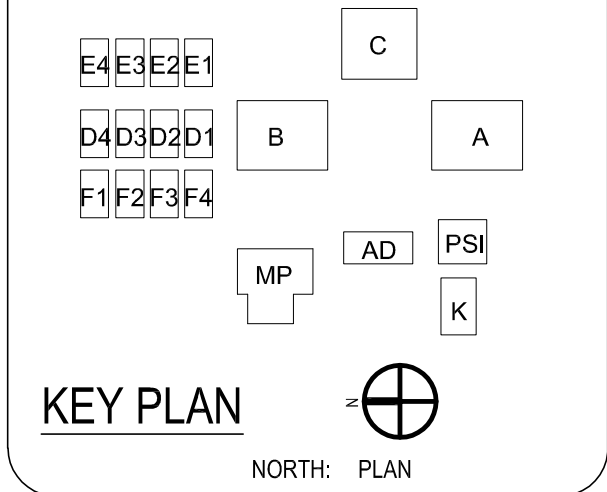 C
E4 E3 E2 E1
D4 D3 D2 D1
B
A
F1 F2 F3 F4
AD
PSI
MP
K
KEY PLAN
N
NORTH: PLAN